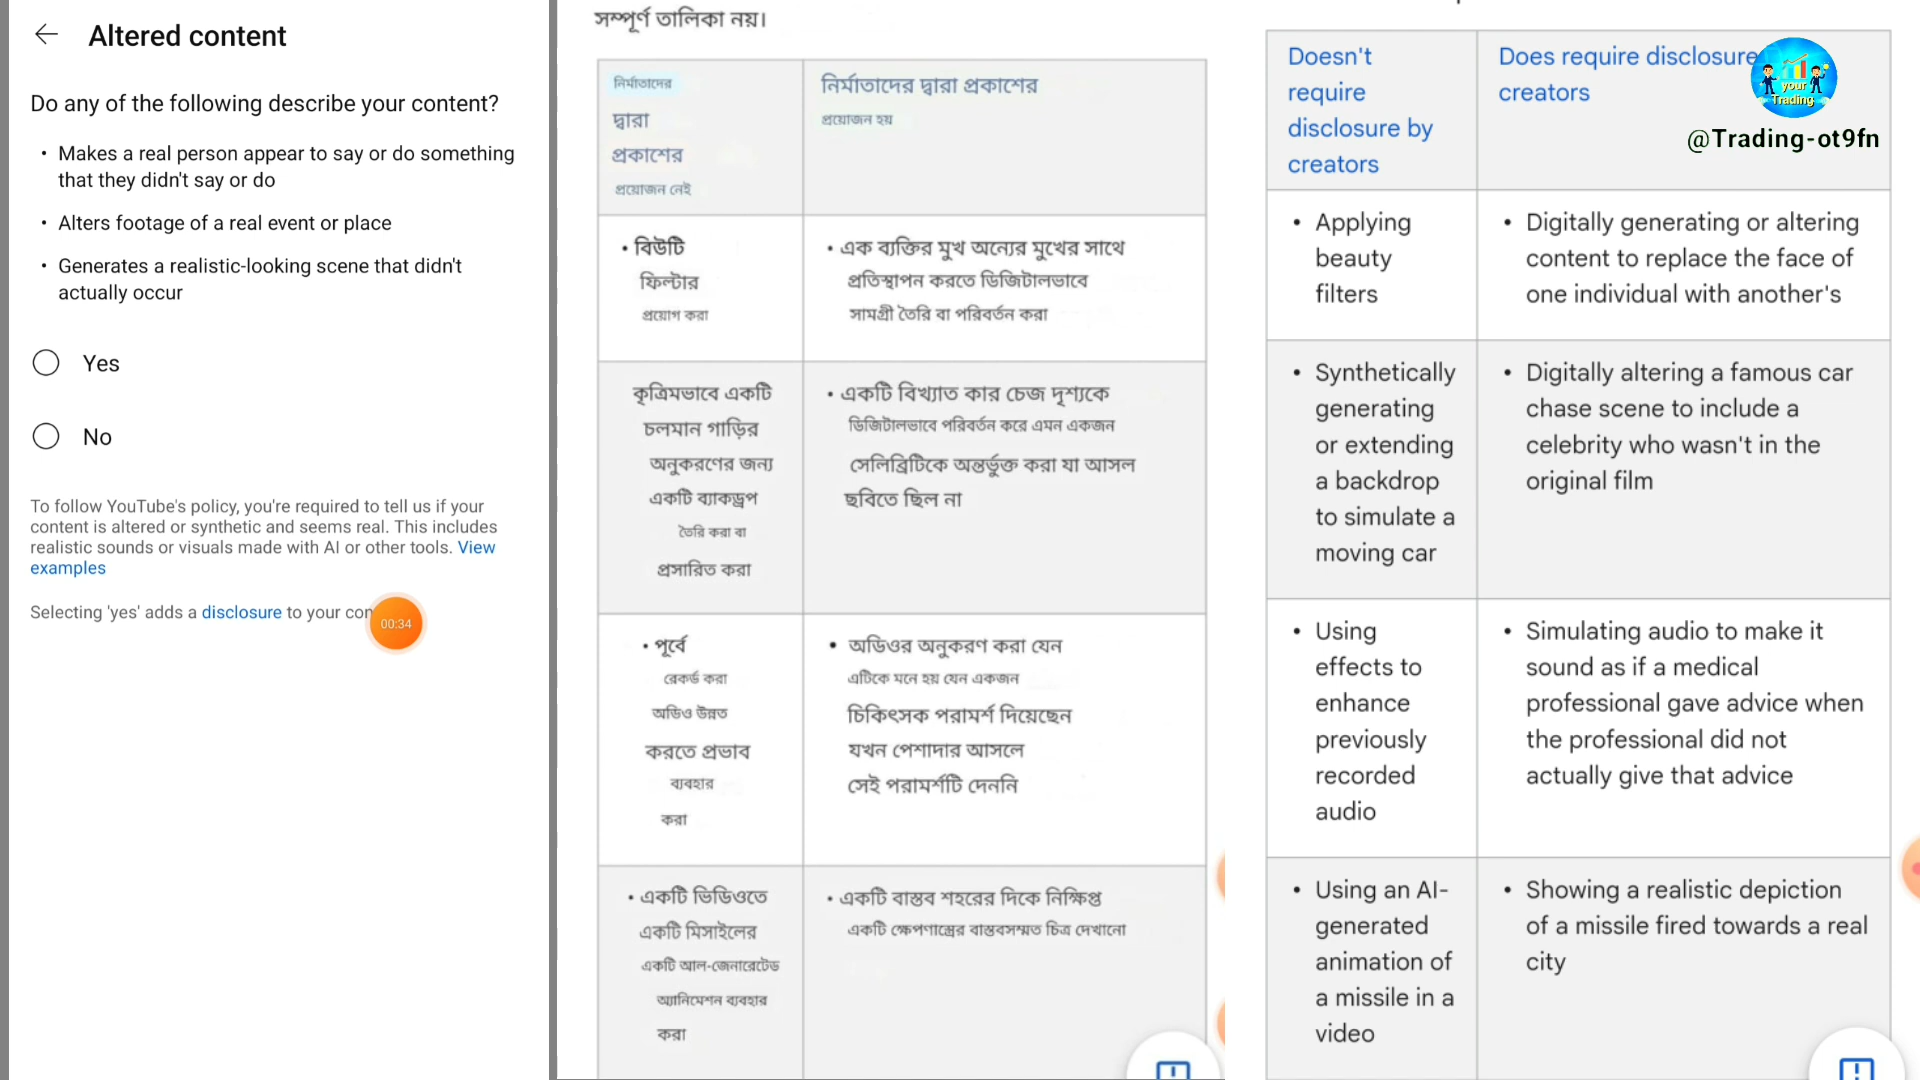 Altered content
Do any of the following describe your content?
• Makes a real person appear to say or do something
that they didn't say or do
• Alters footage of a real event or place
• Generates a realistic-looking scene that didn't
actually occur
Yes
No
To follow YouTube's policy, you're required to tell us if your
content is altered or synthetic and seems real. This includes
realistic sounds or visuals made with AI or other tools. View
examples
Selecting 'yes' adds a disclosure to your con
00:34
সম্পূর্ণ তালিকা নয়।
নির্মাতাদের
দ্বারা
প্রকাশের
প্রয়োজন নেই
নির্মাতাদের দ্বারা প্রকাশের
প্রয়োজন হয়
• বিউটি
ফিল্টার
প্রয়োগ করা
• এক ব্যক্তির মুখ অন্যের মুখের সাথে
প্রতিস্থাপন করতে ডিজিটালভাবে
সামগ্রী তৈরি বা পরিবর্তন করা
কৃত্রিমভাবে একটি
চলমান গাড়ির
অনুকরণের জন্য
একটি ব্যাকড্রপ
তৈরি করা বা
প্রসারিত করা
• একটি বিখ্যাত কার চেজ দৃশ্যকে
ডিজিটালভাবে পরিবর্তন করে এমন একজন
সেলিব্রিটিকে অন্তর্ভুক্ত করা যা আসল
ছবিতে ছিল না
• পূর্বে
রেকর্ড করা
অডিও উন্নত
করতে প্রভাব
ব্যবহার
করা
• অডিওর অনুকরণ করা যেন
এটিকে মনে হয় যেন একজন
চিকিৎসক পরামর্শ দিয়েছেন
যখন পেশাদার আসলে
সেই পরামর্শটি দেননি
• একটি ভিডিওতে
একটি মিসাইলের
একটি আল-জেনারেটেড
অ্যানিমেশন ব্যবহার
করা
• একটি বাস্তব শহরের দিকে নিক্ষিপ্ত
একটি ক্ষেপণাস্ত্রের বাস্তবসম্মত চিত্র দেখানো
Doesn't
require
disclosure by
creators
Does require disclosure
creators
your
Trading
@Trading-ot9fn
• Applying
beauty
filters
• Digitally generating or altering
content to replace the face of
one individual with another's
• Synthetically
generating
or extending
a backdrop
to simulate a
moving car
• Digitally altering a famous car
chase scene to include a
celebrity who wasn't in the
original film
• Using
effects to
enhance
previously
recorded
audio
• Simulating audio to make it
sound as if a medical
professional gave advice when
the professional did not
actually give that advice
• Using an AI-
generated
animation of
a missile in a
video
• Showing a realistic depiction
of a missile fired towards a real
city